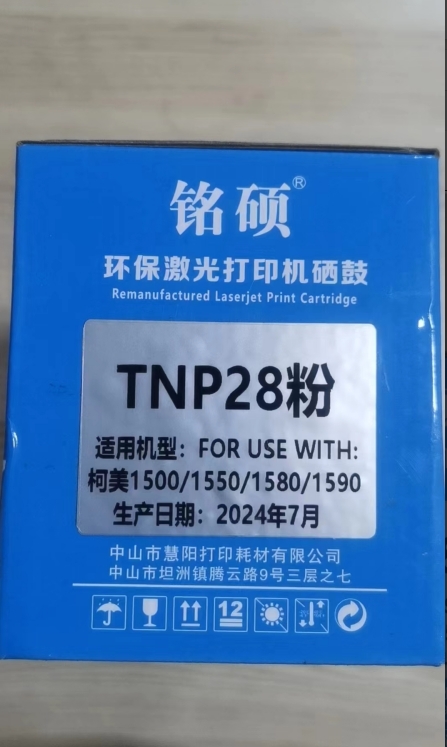 铭硕®
环保激光打印机硒鼓
Remanufactured Laserjet Print Cartridge
TNP28粉
适用机型：FOR USE WITH:
柯美1500/1550/1580/1590
生产日期：2024年7月
中山市慧阳打印耗材有限公司
中山市坦洲镇腾云路9号三层之七
12